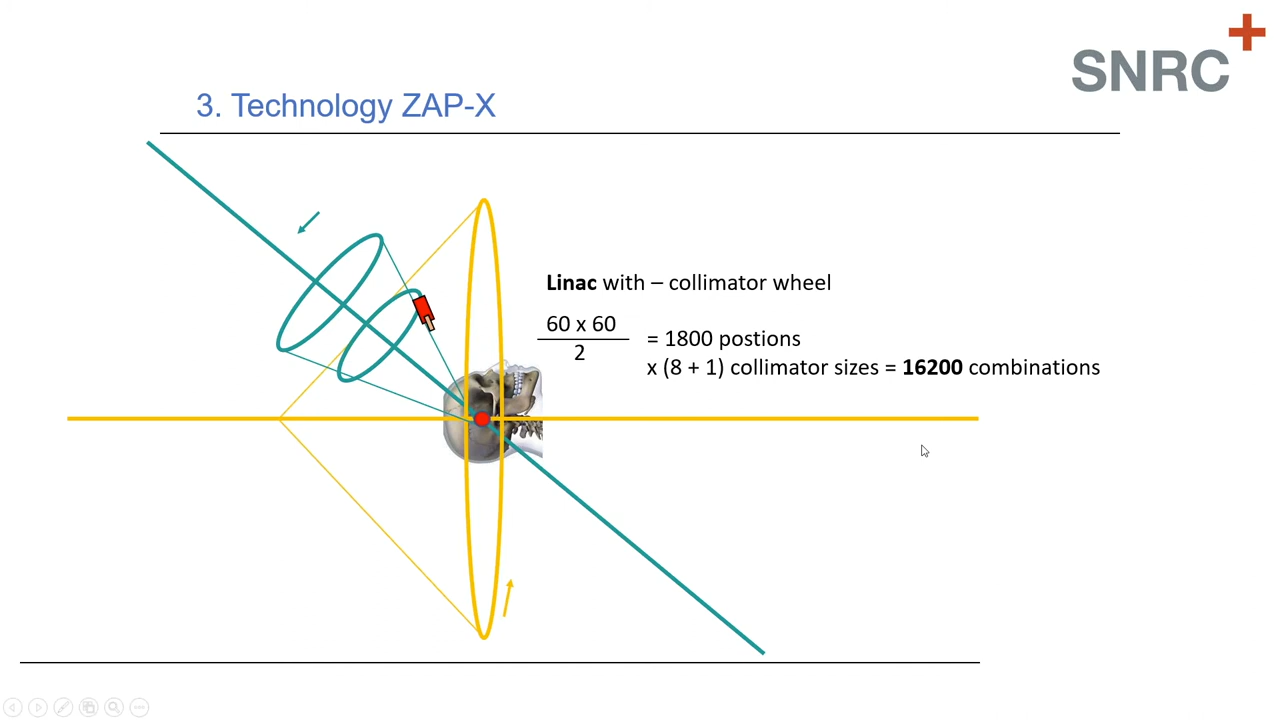 SNRC
3. Technology ZAP-X
Linac with – collimator wheel
60 x 60
2
= 1800 postions
x (8 + 1) collimator sizes = 16200 combinations